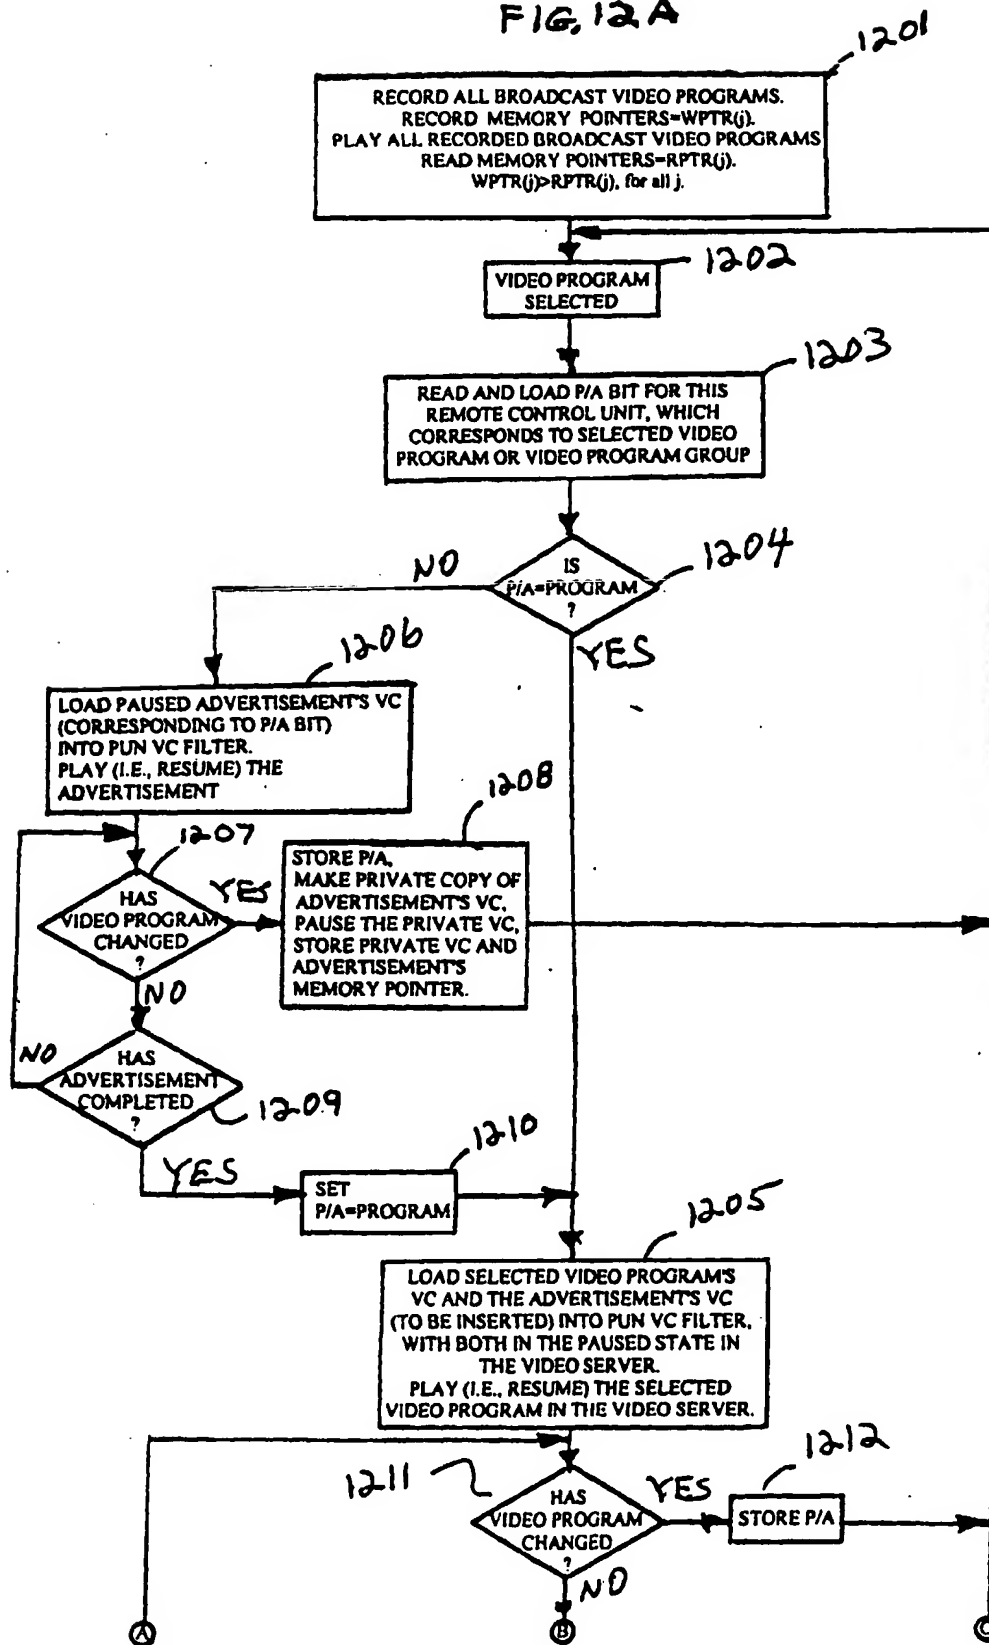 FIG. 12A
1201
RECORD ALL BROADCAST VIDEO PROGRAMS.
RECORD MEMORY POINTERS=WPTR(j).
PLAY ALL RECORDED BROADCAST VIDEO PROGRAMS
READ MEMORY POINTERS=RPTR(j).
WPTR(j)>RPTR(j), for all j.
1202
VIDEO PROGRAM
SELECTED
1203
READ AND LOAD P/A BIT FOR THIS
REMOTE CONTROL UNIT, WHICH
CORRESPONDS TO SELECTED VIDEO
PROGRAM OR VIDEO PROGRAM GROUP
1204
IS
P/A=PROGRAM
?
NO
YES
1206
LOAD PAUSED ADVERTISEMENT'S VC
(CORRESPONDING TO P/A BIT)
INTO PUN VC FILTER.
PLAY (I.E., RESUME) THE
ADVERTISEMENT
1207
HAS
VIDEO PROGRAM
CHANGED
?
YES
NO
1208
STORE P/A,
MAKE PRIVATE COPY OF
ADVERTISEMENT'S VC,
PAUSE THE PRIVATE VC,
STORE PRIVATE VC AND
ADVERTISEMENT'S
MEMORY POINTER.
NO
HAS
ADVERTISEMENT
COMPLETED
?
1209
YES
1210
SET
P/A=PROGRAM
1205
LOAD SELECTED VIDEO PROGRAM'S
VC AND THE ADVERTISEMENT'S VC
(TO BE INSERTED) INTO PUN VC FILTER,
WITH BOTH IN THE PAUSED STATE IN
THE VIDEO SERVER.
PLAY (I.E., RESUME) THE SELECTED
VIDEO PROGRAM IN THE VIDEO SERVER.
1211
HAS
VIDEO PROGRAM
CHANGED
?
YES
1212
STORE P/A
NO
A
B
C